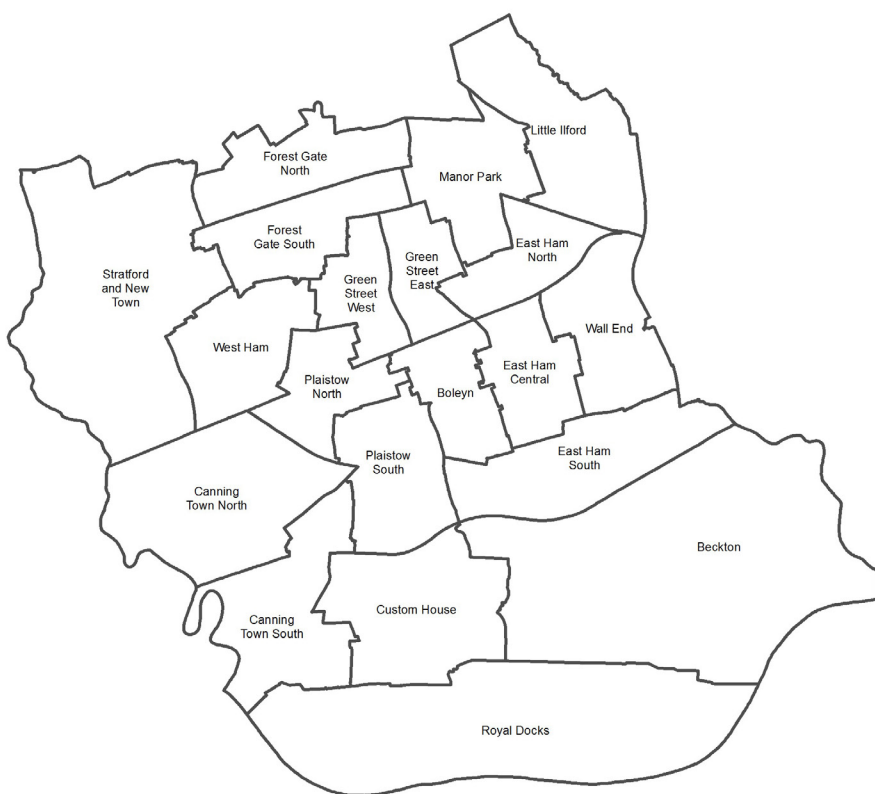 Little Ilford
Forest Gate
North
Manor Park
Forest
Gate South
East Ham
North
Green
Street
East
Stratford
and New
Town
Green
Street
West
Wall End
West Ham
East Ham
Central
Plaistow
North
Boleyn
East Ham
South
Plaistow
South
Canning
Town North
Beckton
Custom House
Canning
Town South
Royal Docks